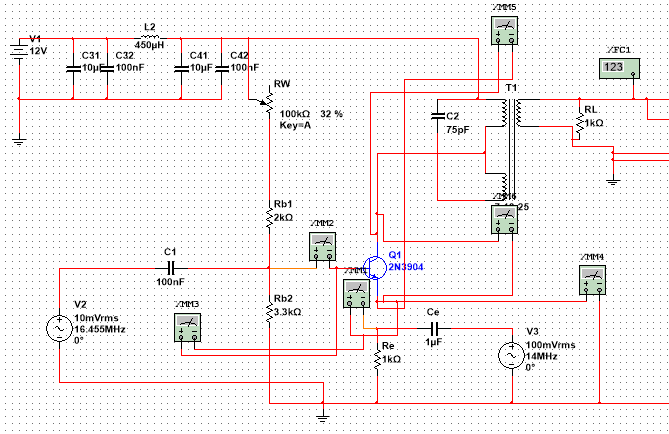 V1
12V
L2
450µH
C31
10µF
C32
100nF
C41
10µF
C42
100nF
XMM5
XFC1
123
RW
100kΩ 32 %
Key=A
T1
C2
75pF
RL
1kΩ
Rb1
2kΩ
XMM6
XMM2
Q1
2N3904
C1
100nF
XMM4
Rb2
3.3kΩ
V2
10mVrms
16.455MHz
0°
XMM3
Ce
1µF
Re
1kΩ
V3
100mVrms
14MHz
0°